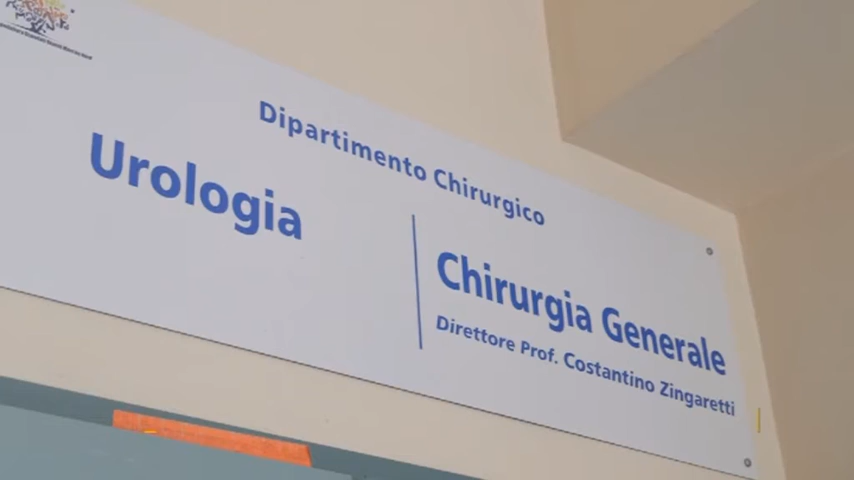 Dipartimento Chirurgico
Urologia
Chirurgia Generale
Direttore Prof. Costantino Zingaretti